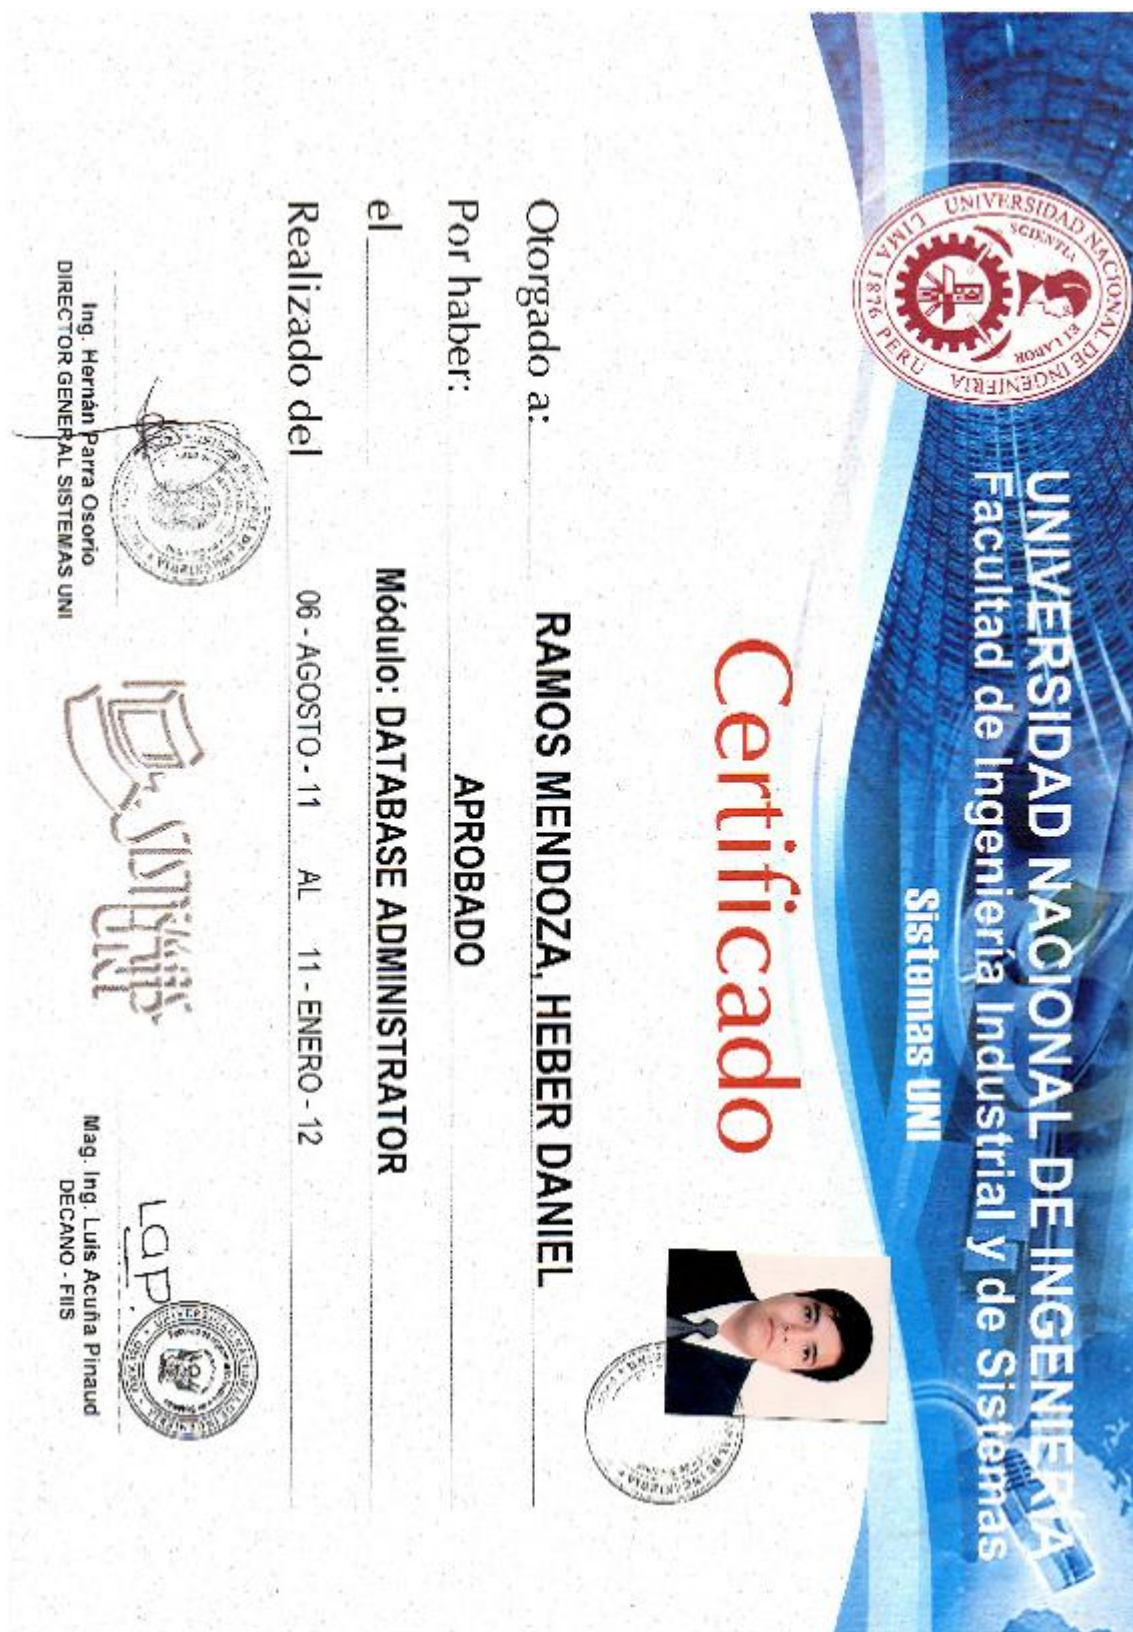 UNIVERSIDAD NACIONAL DE INGENIERÍA
Facultad de Ingeniería Industrial y de Sistemas
Sistemas UNI
UNIVERSIDAD NACIONAL DE INGENIERIA
SCIENTIA EL LABOR
LIMA 1876 PERU
Certificado
Otorgado a: RAMOS MENDOZA, HEBER DANIEL
Por haber: APROBADO
el Módulo: DATABASE ADMINISTRATOR
Realizado del 06 - AGOSTO - 11 AL 11 - ENERO - 12
Ing. Hernán Parra Osorio
DIRECTOR GENERAL SISTEMAS UNI
SISTEMAS
UNI
Lap
Mag. Ing. Luis Acuña Pinaud
DECANO - FIIS